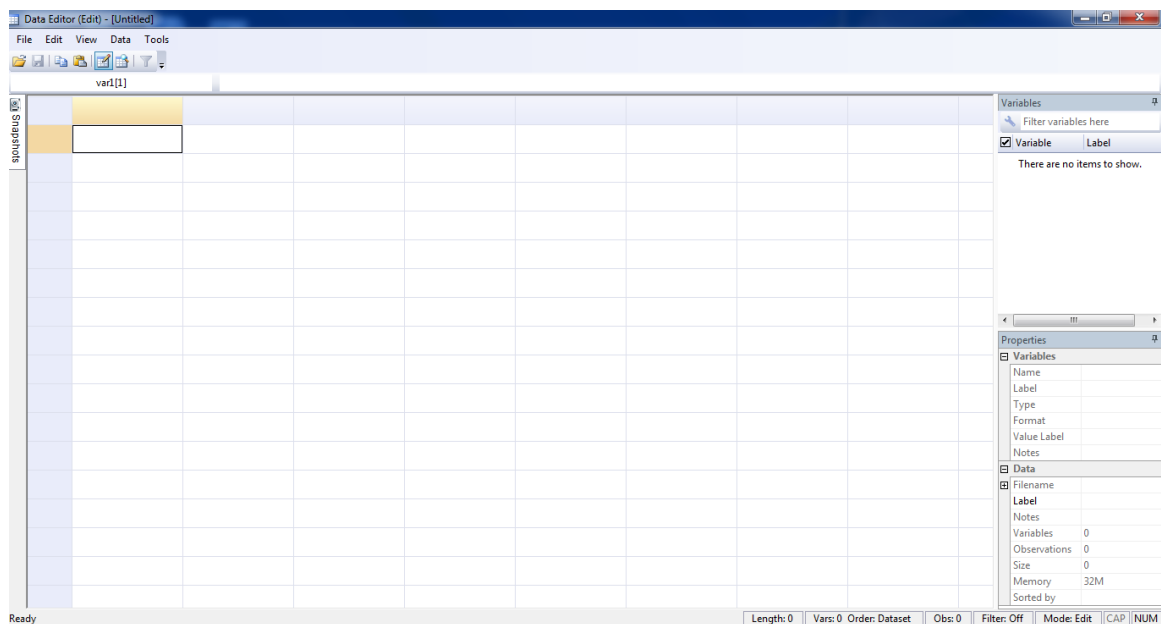 Data Editor (Edit) - [Untitled]
File Edit View Data Tools
var1[1]
Snapshots
Variables
Filter variables here
Variable Label
There are no items to show.
Properties
Variables
Name
Label
Type
Format
Value Label
Notes
Data
Filename
Label
Notes
Variables 0
Observations 0
Size 0
Memory 32M
Sorted by
Ready Length: 0 Vars: 0 Order: Dataset Obs: 0 Filter: Off Mode: Edit CAP NUM